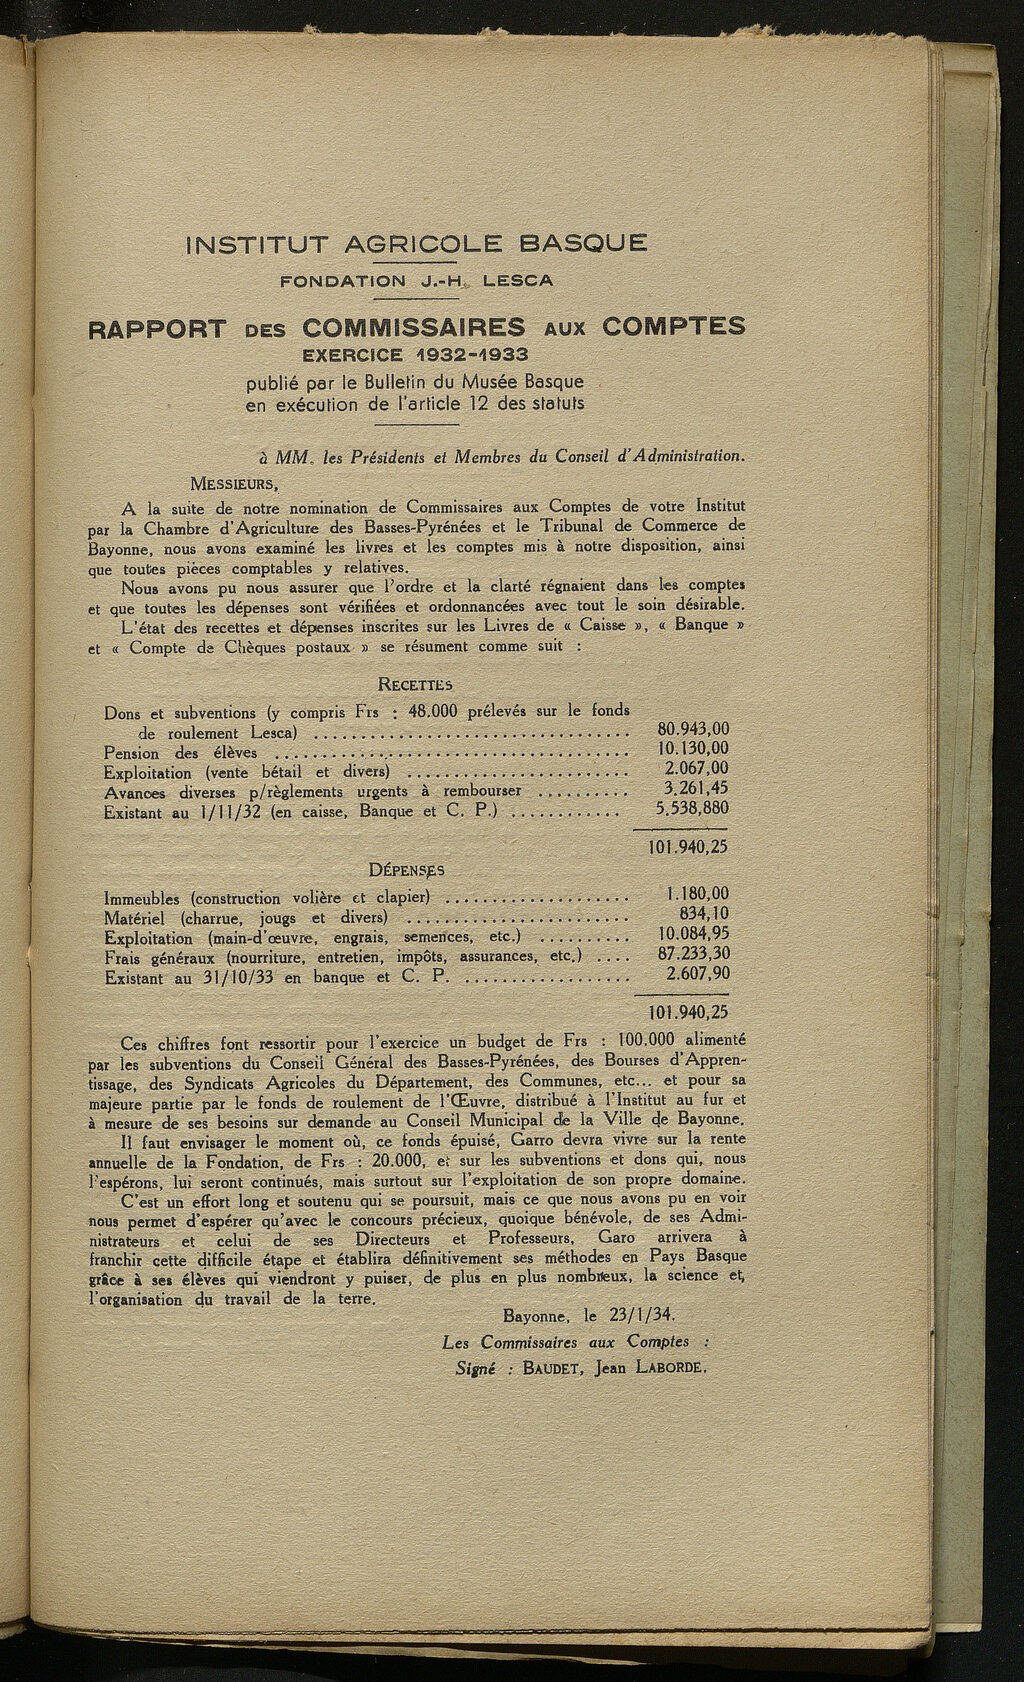 INSTITUT AGRICOLE BASQUE
FONDATION J.-H. LESCA
RAPPORT DES COMMISSAIRES AUX COMPTES
EXERCICE 1932-1933
publié par le Bulletin du Musée Basque
en exécution de l'article 12 des statuts
à MM. les Présidents et Membres du Conseil d'Administration.
MESSIEURS,
A la suite de notre nomination de Commissaires aux Comptes de votre Institut
par la Chambre d'Agriculture des Basses-Pyrénées et le Tribunal de Commerce de
Bayonne, nous avons examiné les livres et les comptes mis à notre disposition, ainsi
que toutes pièces comptables y relatives.
Nous avons pu nous assurer que l'ordre et la clarté régnaient dans les comptes
et que toutes les dépenses sont vérifiées et ordonnancées avec tout le soin désirable.
L'état des recettes et dépenses inscrites sur les Livres de « Caisse », « Banque »
et « Compte de Chèques postaux » se résument comme suit :
RECETTES
Dons et subventions (y compris Frs : 48.000 prélevés sur le fonds
de roulement Lesca) ................................ 80.943,00
Pension des élèves .................................... 10.130,00
Exploitation (vente bétail et divers) ........................ 2.067,00
Avances diverses p/règlements urgents à rembourser .......... 3.261,45
Existant au 1/11/32 (en caisse, Banque et C. P.) ............ 5.538,880
101.940,25
DÉPENSES
Immeubles (construction volière et clapier) .................... 1.180,00
Matériel (charrue, jougs et divers) ........................ 834,10
Exploitation (main-d'œuvre, engrais, semences, etc.) .......... 10.084,95
Frais généraux (nourriture, entretien, impôts, assurances, etc.) .... 87.233,30
Existant au 31/10/33 en banque et C. P. .................. 2.607,90
101.940,25
Ces chiffres font ressortir pour l'exercice un budget de Frs : 100.000 alimenté
par les subventions du Conseil Général des Basses-Pyrénées, des Bourses d'Appren-
tissage, des Syndicats Agricoles du Département, des Communes, etc... et pour sa
majeure partie par le fonds de roulement de l'Œuvre, distribué à l'Institut au fur et
à mesure de ses besoins sur demande au Conseil Municipal de la Ville de Bayonne.
Il faut envisager le moment où, ce fonds épuisé, Garro devra vivre sur la rente
annuelle de la Fondation, de Frs : 20.000, et sur les subventions et dons qui, nous
l'espérons, lui seront continués, mais surtout sur l'exploitation de son propre domaine.
C'est un effort long et soutenu qui se poursuit, mais ce que nous avons pu en voir
nous permet d'espérer qu'avec le concours précieux, quoique bénévole, de ses Admi-
nistrateurs et celui de ses Directeurs et Professeurs, Garo arrivera à
franchir cette difficile étape et établira définitivement ses méthodes en Pays Basque
grâce à ses élèves qui viendront y puiser, de plus en plus nombreux, la science et,
l'organisation du travail de la terre.
Bayonne, le 23/1/34.
Les Commissaires aux Comptes :
Signé : BAUDET, Jean LABORDE.